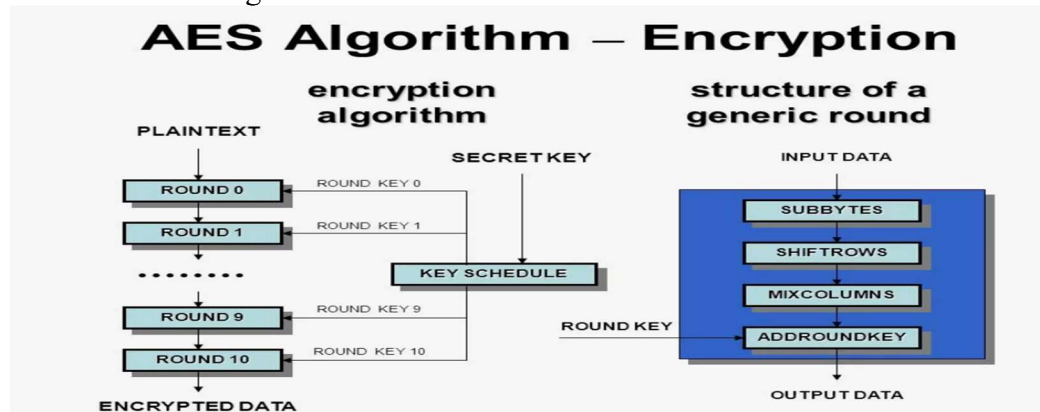 AES Algorithm – Encryption
encryption
algorithm
PLAINTEXT
SECRET KEY
ROUND 0
ROUND KEY 0
ROUND 1
ROUND KEY 1
KEY SCHEDULE
ROUND 9
ROUND KEY 9
ROUND 10
ROUND KEY 10
ENCRYPTED DATA
structure of a
generic round
INPUT DATA
SUBBYTES
SHIFTROWS
MIXCOLUMNS
ROUND KEY
ADDROUNDKEY
OUTPUT DATA